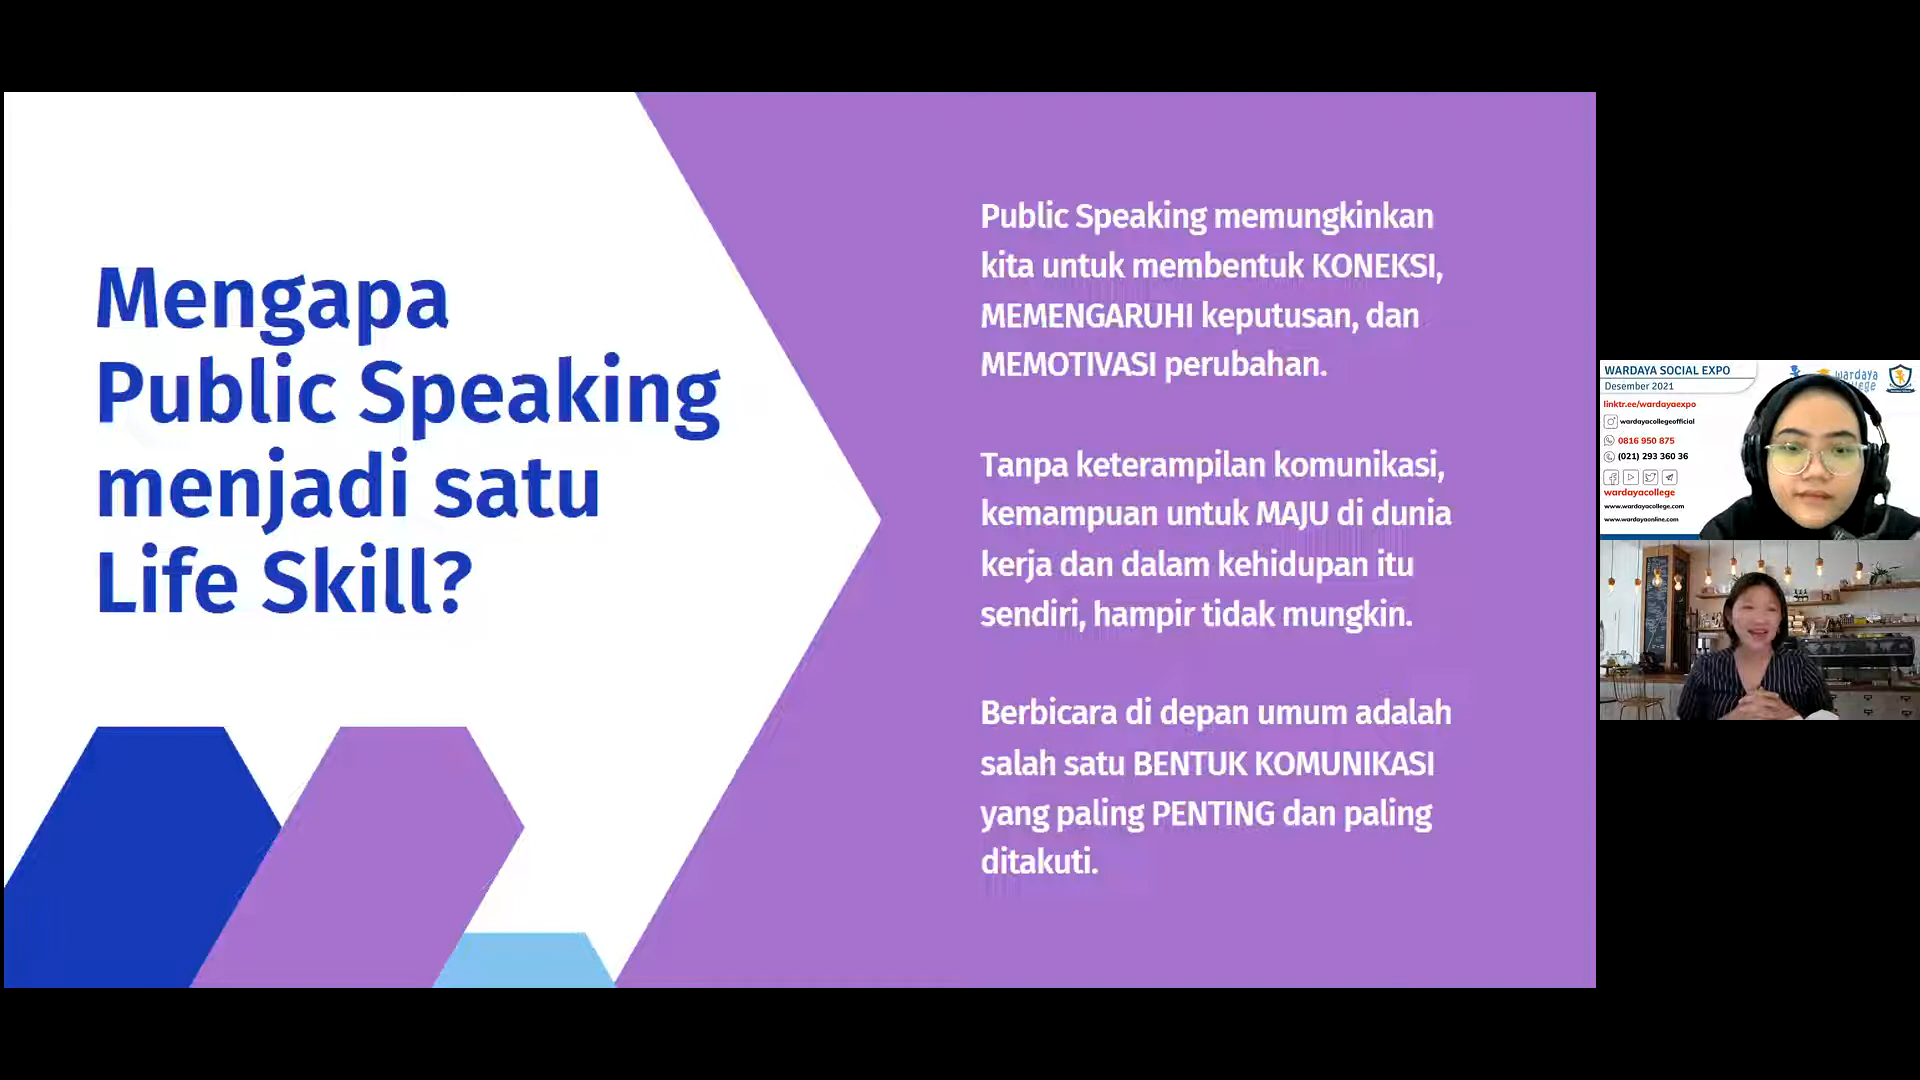 Mengapa
Public Speaking
menjadi satu
Life Skill?
Public Speaking memungkinkan
kita untuk membentuk KONEKSI,
MEMENGARUHI keputusan, dan
MEMOTIVASI perubahan.
Tanpa keterampilan komunikasi,
kemampuan untuk MAJU di dunia
kerja dan dalam kehidupan itu
sendiri, hampir tidak mungkin.
Berbicara di depan umum adalah
salah satu BENTUK KOMUNIKASI
yang paling PENTING dan paling
ditakuti.
WARDAYA SOCIAL EXPO
Desember 2021
linktr.ee/wardayaexpo
wardayacollegeofficial
0816 950 875
(021) 293 360 36
wardayacollege
www.wardayacollege.com
www.wardayaonline.com
wardaya